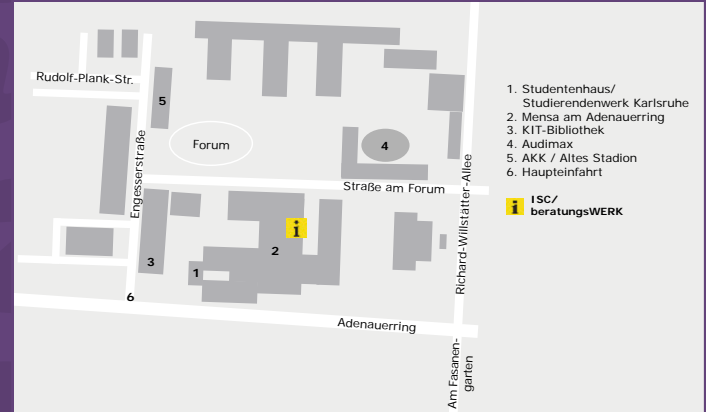 Rudolf-Plank-Str.
5
Forum
4
Engesserstraße
Straße am Forum
Richard-Willstätter-Allee
i
2
3
1
6
Adenauerring
Am Fasanen-
garten
1. Studentenhaus/
Studierendenwerk Karlsruhe
2. Mensa am Adenauerring
3. KIT-Bibliothek
4. Audimax
5. AKK / Altes Stadion
6. Haupteinfahrt
i ISC/
beratungsWERK